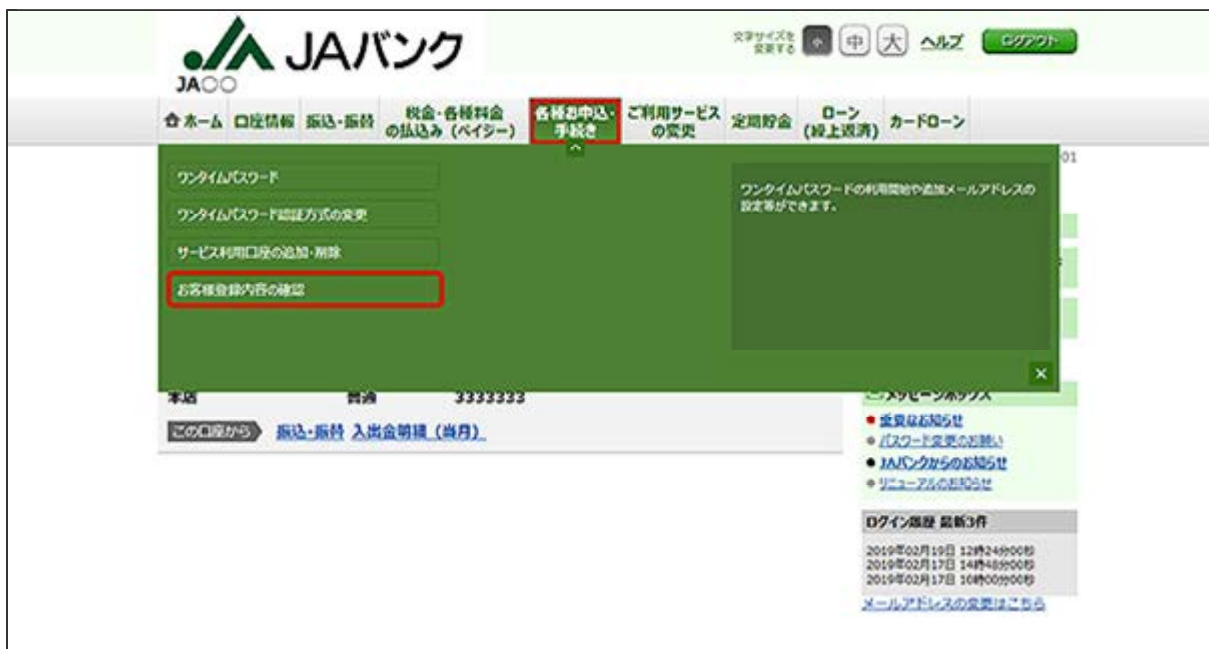 JAバンク
JA○○
文字サイズを
変更する
小 中 大 ヘルプ ログアウト
ホーム 口座情報 振込・振替 税金・各種料金
の払込み（ペイジー） 各種お申込・
手続き ご利用サービス
の変更 定期貯金 ローン
(繰上返済) カードローン
01
ワンタイムパスワード
ワンタイムパスワード認証方式の変更
サービス利用口座の追加・削除
お客様登録内容の確認
ワンタイムパスワードの利用開始や追加メールアドレスの
設定等ができます。
×
本店 普通 3333333
この口座から 振込・振替 入出金明細（当月）
メッセージボックス
重要なお知らせ
パスワード変更のお願い
JAバンクからのお知らせ
リニューアルのお知らせ
ログイン履歴 最新3件
2019年02月19日 12時24分00秒
2019年02月17日 14時48分00秒
2019年02月17日 10時00分00秒
メールアドレスの変更はこちら